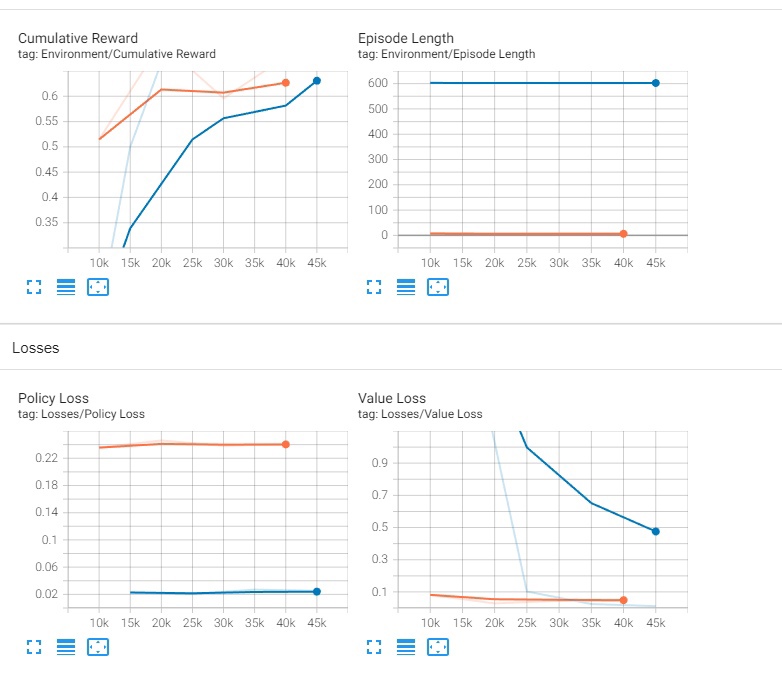 Cumulative Reward
tag: Environment/Cumulative Reward
0.6
0.55
0.5
0.45
0.4
0.35
10k 15k 20k 25k 30k 35k 40k 45k
Episode Length
tag: Environment/Episode Length
600
500
400
300
200
100
0
10k 15k 20k 25k 30k 35k 40k 45k
Losses
Policy Loss
tag: Losses/Policy Loss
0.22
0.18
0.14
0.1
0.06
0.02
10k 15k 20k 25k 30k 35k 40k 45k
Value Loss
tag: Losses/Value Loss
0.9
0.7
0.5
0.3
0.1
10k 15k 20k 25k 30k 35k 40k 45k